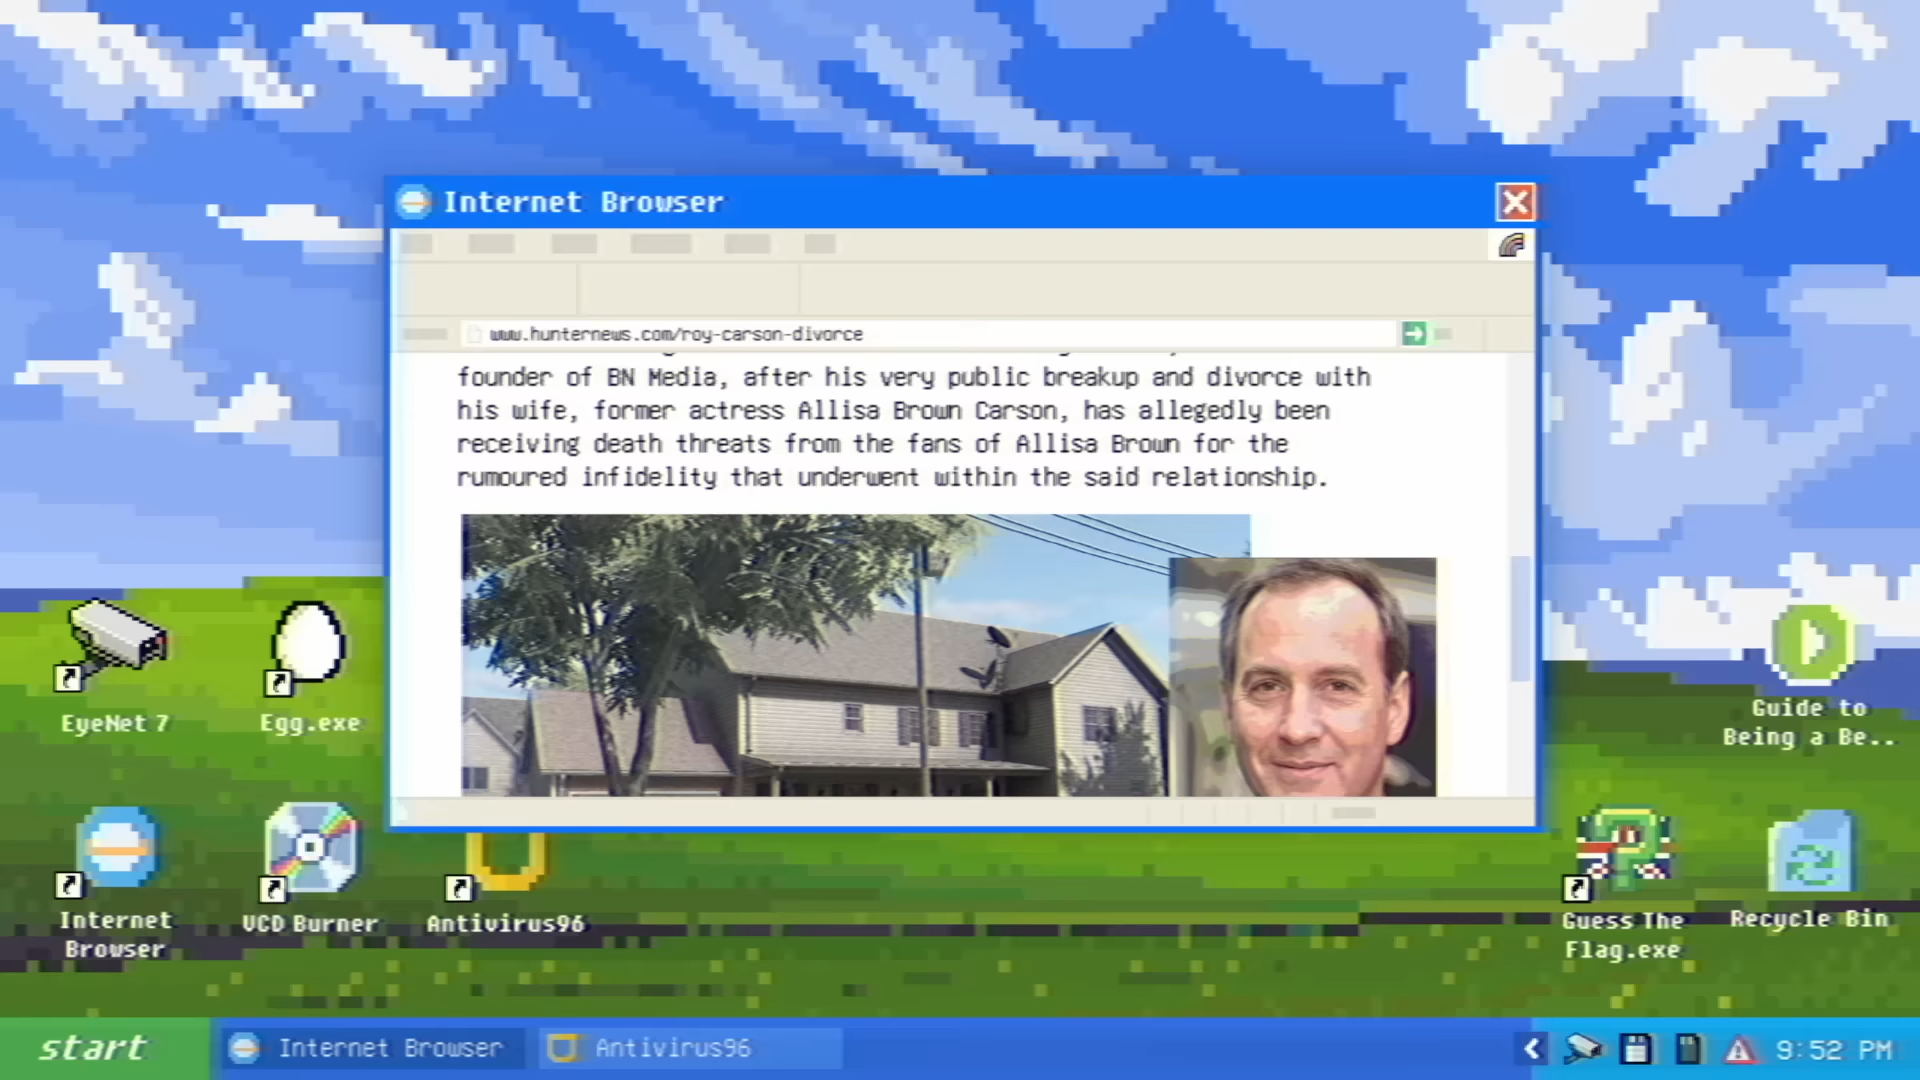 Internet Browser
www.hunternews.com/roy-carson-divorce
founder of BN Media, after his very public breakup and divorce with
his wife, former actress Allisa Brown Carson, has allegedly been
receiving death threats from the fans of Allisa Brown for the
rumoured infidelity that underwent within the said relationship.
EyeNet 7
Egg.exe
Guide to
Being a Be..
Internet
Browser
VCD Burner
Antivirus96
Guess The
Flag.exe
Recycle Bin
start
Internet Browser
Antivirus96
9:52 PM